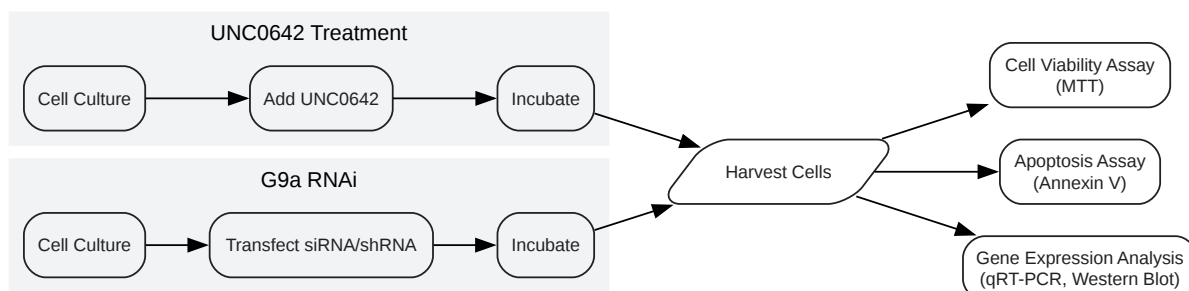 UNC0642 Treatment
Cell Culture
Add UNC0642
Incubate
G9a RNAi
Cell Culture
Transfect siRNA/shRNA
Incubate
Harvest Cells
Cell Viability Assay
(MTT)
Apoptosis Assay
(Annexin V)
Gene Expression Analysis
(qRT-PCR, Western Blot)